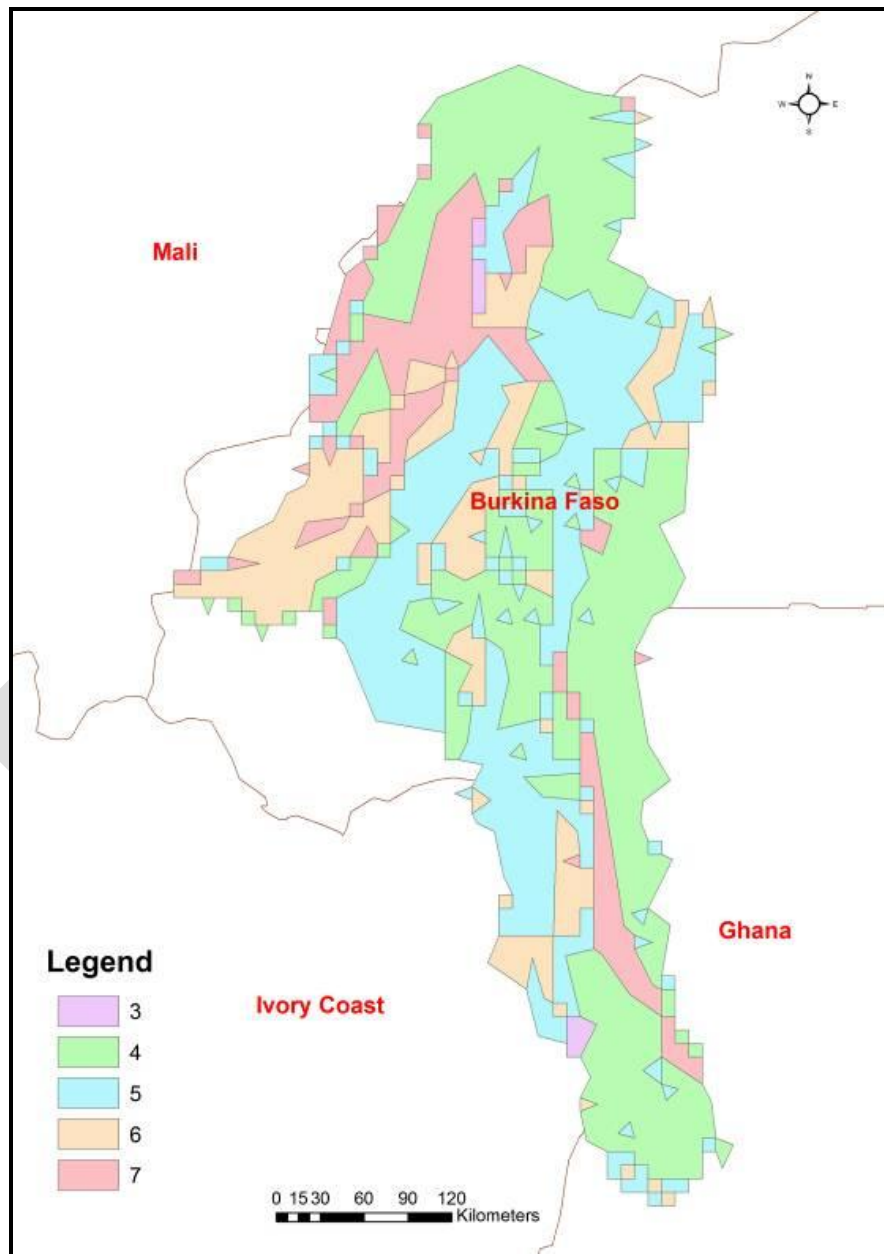 N
W E
S
Mali
Burkina Faso
Ghana
Ivory Coast
Legend
3
4
5
6
7
0 15 30 60 90 120
Kilometers